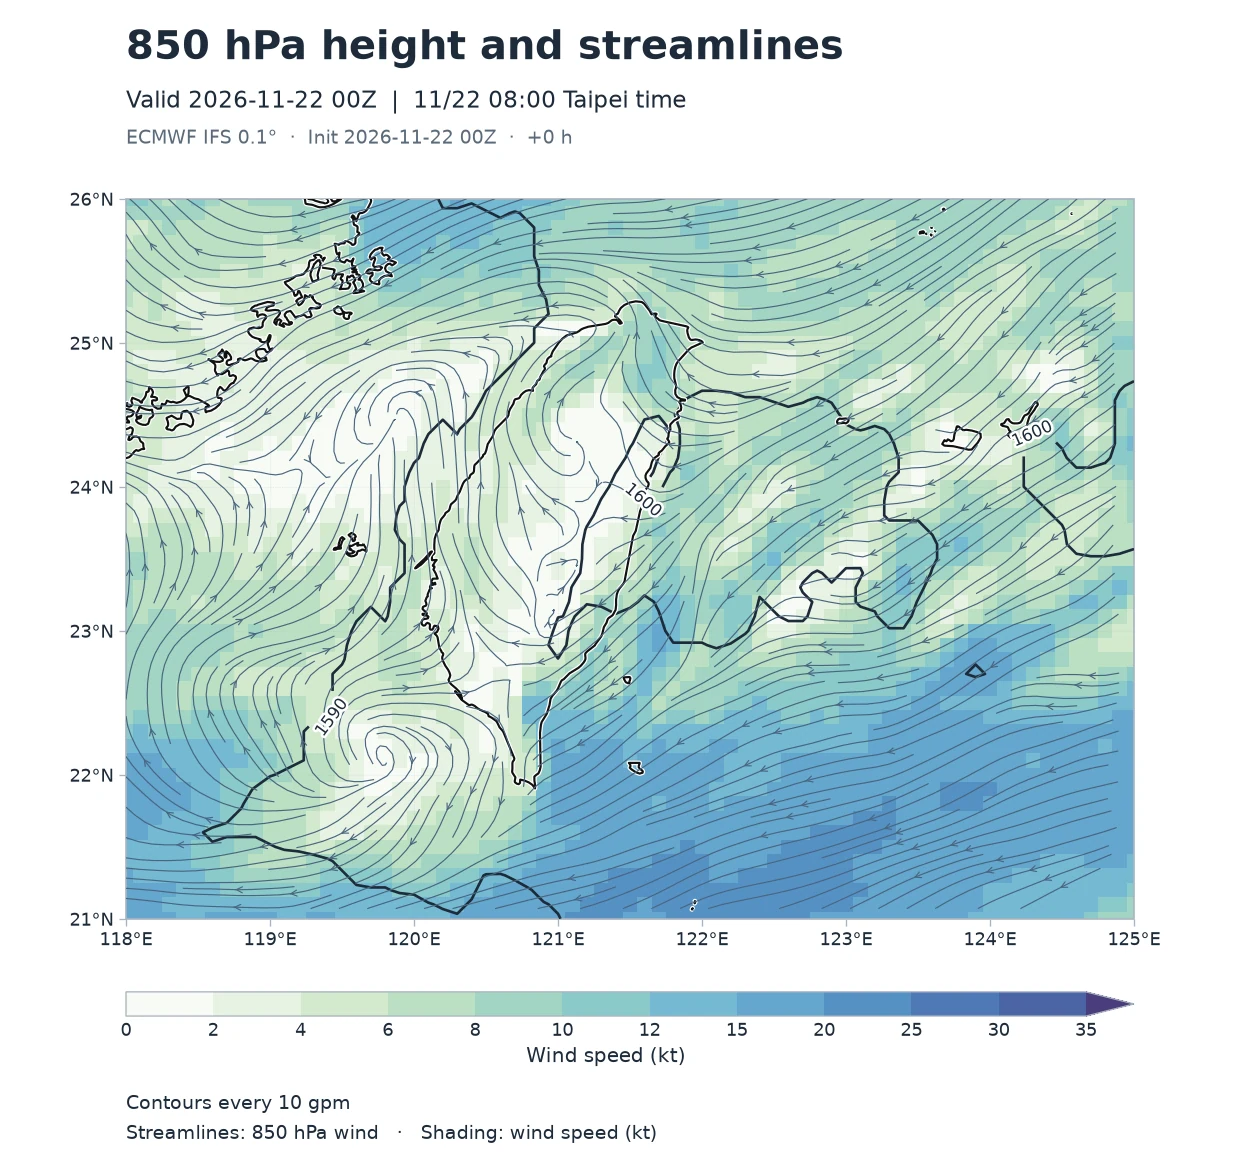 850 hPa height and streamlines
Valid 2026-11-22 00Z | 11/22 08:00 Taipei time
ECMWF IFS 0.1° · Init 2026-11-22 00Z · +0 h
26°N
25°N
24°N
23°N
22°N
21°N
1600
1600
1590
118°E 119°E 120°E 121°E 122°E 123°E 124°E 125°E
0 2 4 6 8 10 12 15 20 25 30 35
Wind speed (kt)
Contours every 10 gpm
Streamlines: 850 hPa wind · Shading: wind speed (kt)